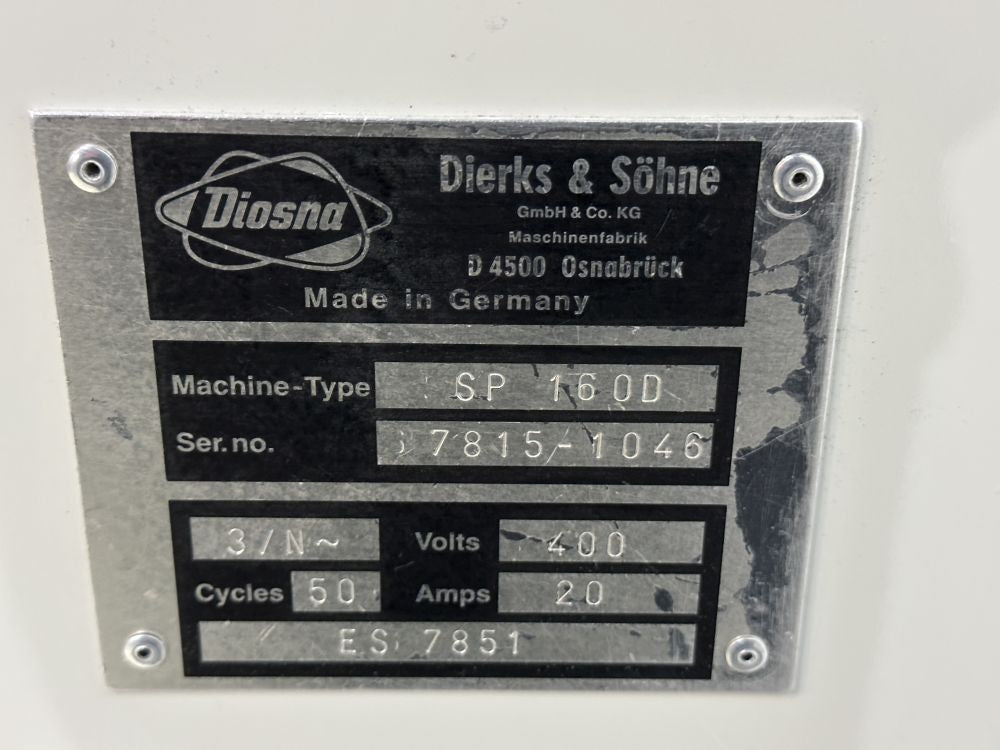 Diosna
Dierks & Söhne
GmbH & Co. KG
Maschinenfabrik
D 4500 Osnabrück
Made in Germany
Machine-Type SP 160D
Ser.no. 7815-1046
3/N~ Volts 400
Cycles 50 Amps 20
ES 7851